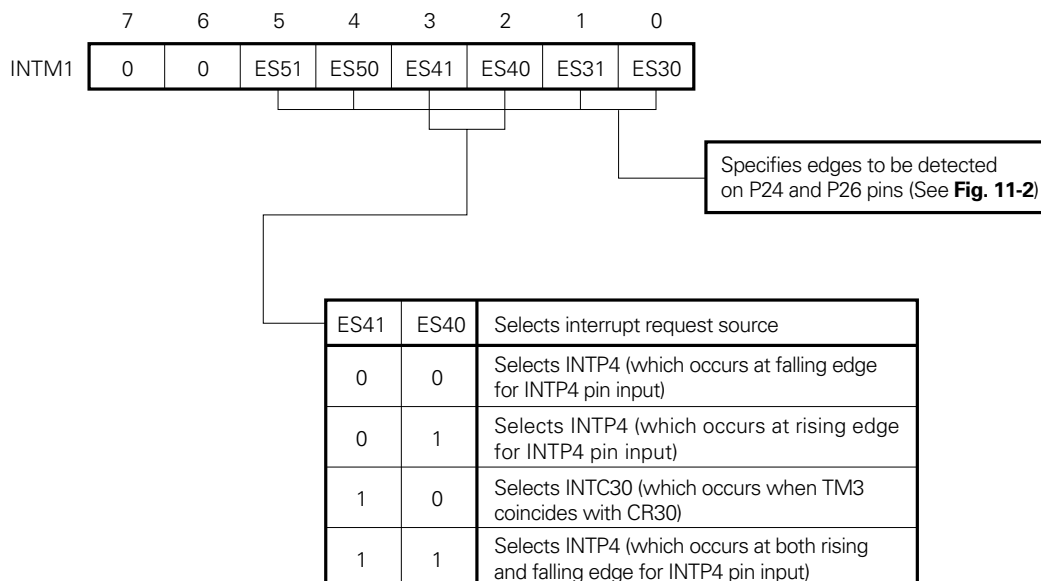 7 6 5 4 3 2 1 0
INTM1 0 0 ES51 ES50 ES41 ES40 ES31 ES30
Specifies edges to be detected
on P24 and P26 pins (See Fig. 11-2)
ES41 ES40 Selects interrupt request source
0 0 Selects INTP4 (which occurs at falling edge
for INTP4 pin input)
0 1 Selects INTP4 (which occurs at rising edge
for INTP4 pin input)
1 0 Selects INTC30 (which occurs when TM3
coincides with CR30)
1 1 Selects INTP4 (which occurs at both rising
and falling edge for INTP4 pin input)